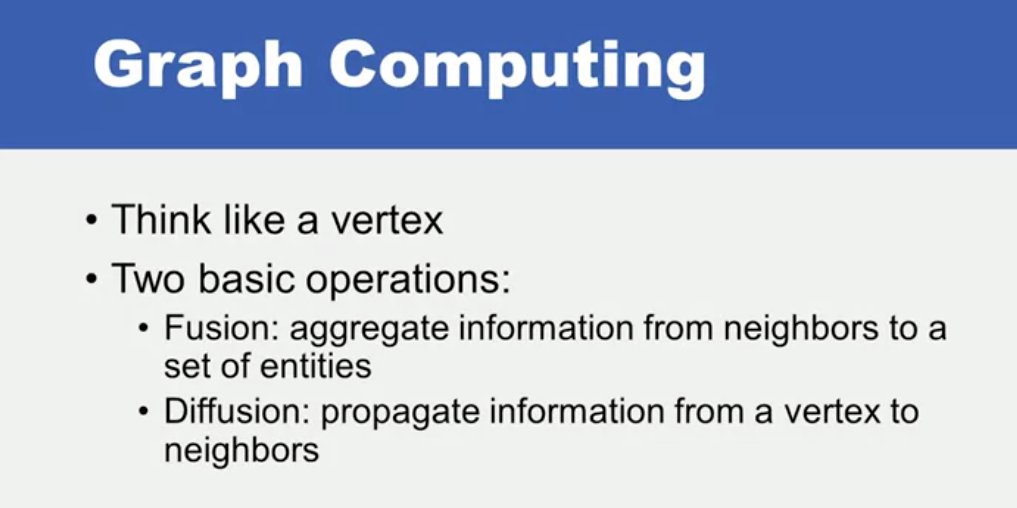 Graph Computing
• Think like a vertex
• Two basic operations:
• Fusion: aggregate information from neighbors to a
set of entities
• Diffusion: propagate information from a vertex to
neighbors